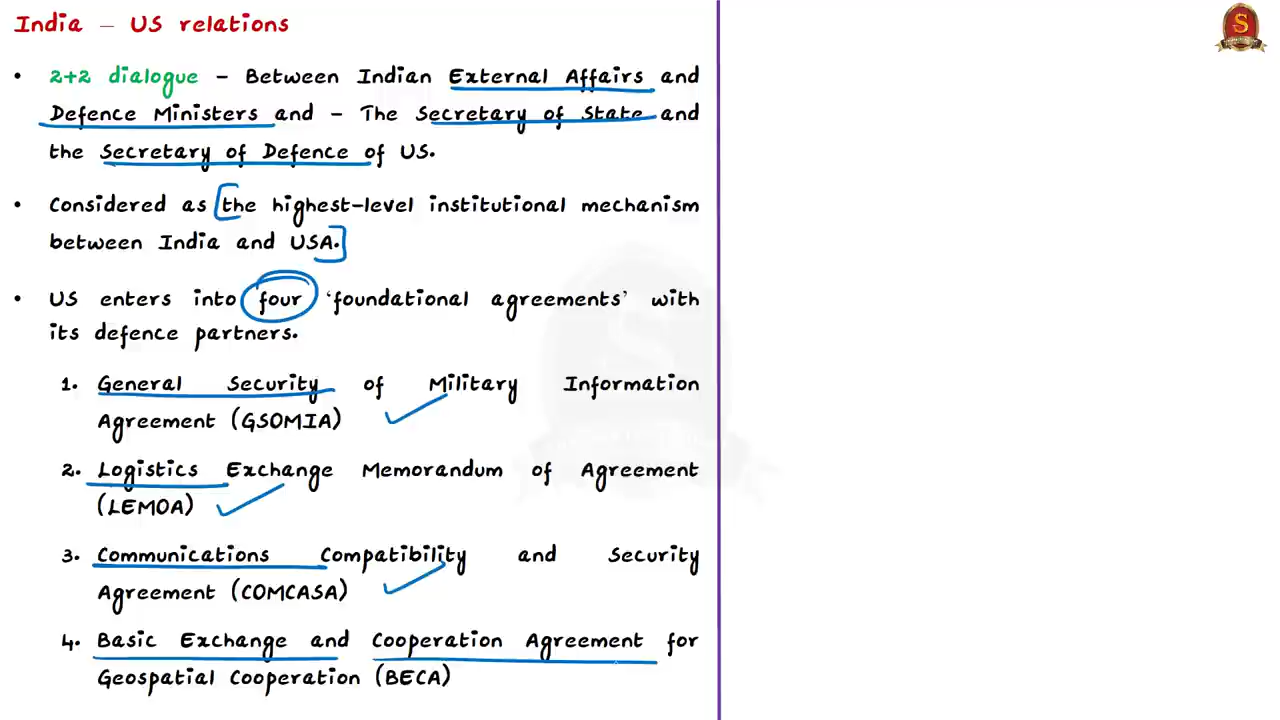 India – US relations
• 2+2 dialogue – Between Indian External Affairs and
Defence Ministers and – The Secretary of State and
the Secretary of Defence of US.
• Considered as the highest-level institutional mechanism
between India and USA.
• US enters into four ‘foundational agreements’ with
its defence partners.
1. General Security of Military Information
Agreement (GSOMIA)
2. Logistics Exchange Memorandum of Agreement
(LEMOA)
3. Communications Compatibility and Security
Agreement (COMCASA)
4. Basic Exchange and Cooperation Agreement for
Geospatial Cooperation (BECA)
S
S